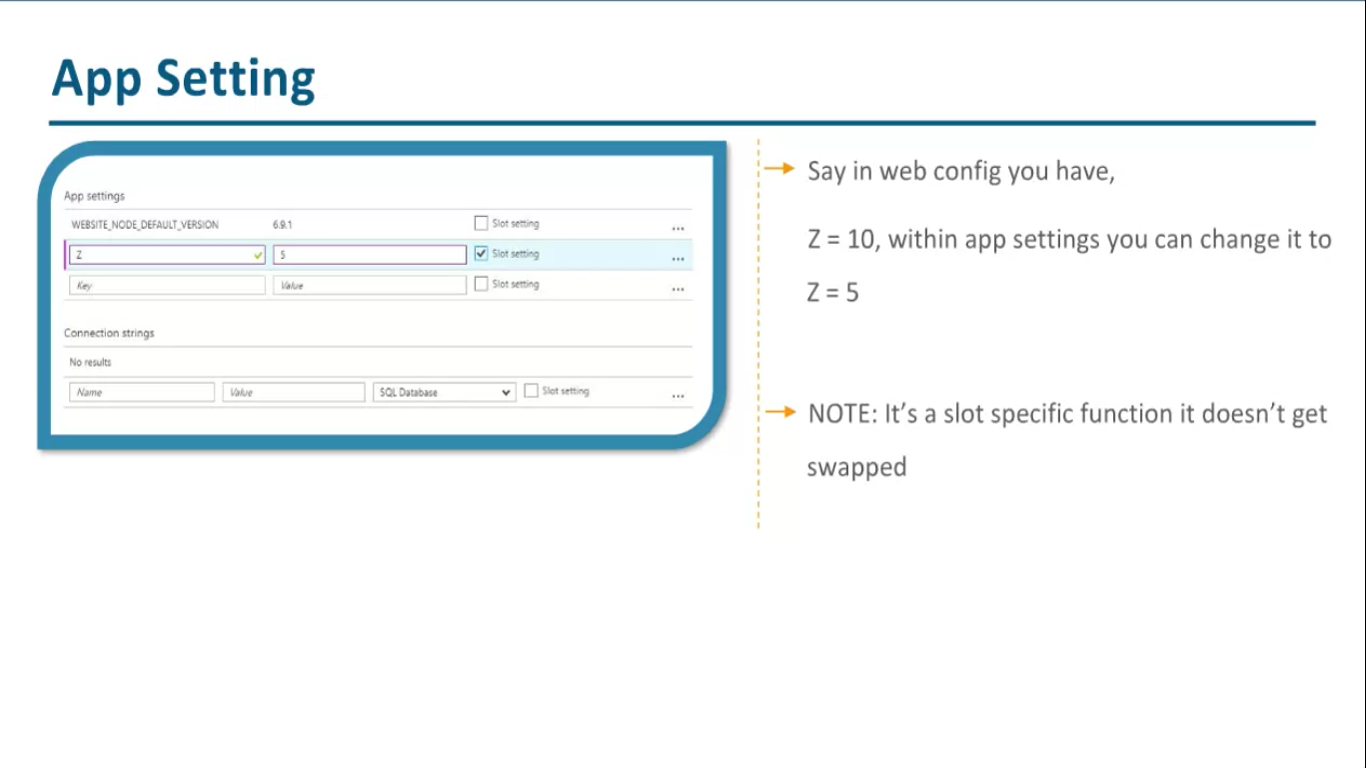 App Setting
App settings
WEBSITE_NODE_DEFAULT_VERSION 6.9.1 Slot setting ...
Z 5 Slot setting ...
Key Value Slot setting ...
Connection strings
No results
Name Value SQL Database Slot setting ...
Say in web config you have,
Z = 10, within app settings you can change it to
Z = 5
NOTE: It’s a slot specific function it doesn’t get
swapped